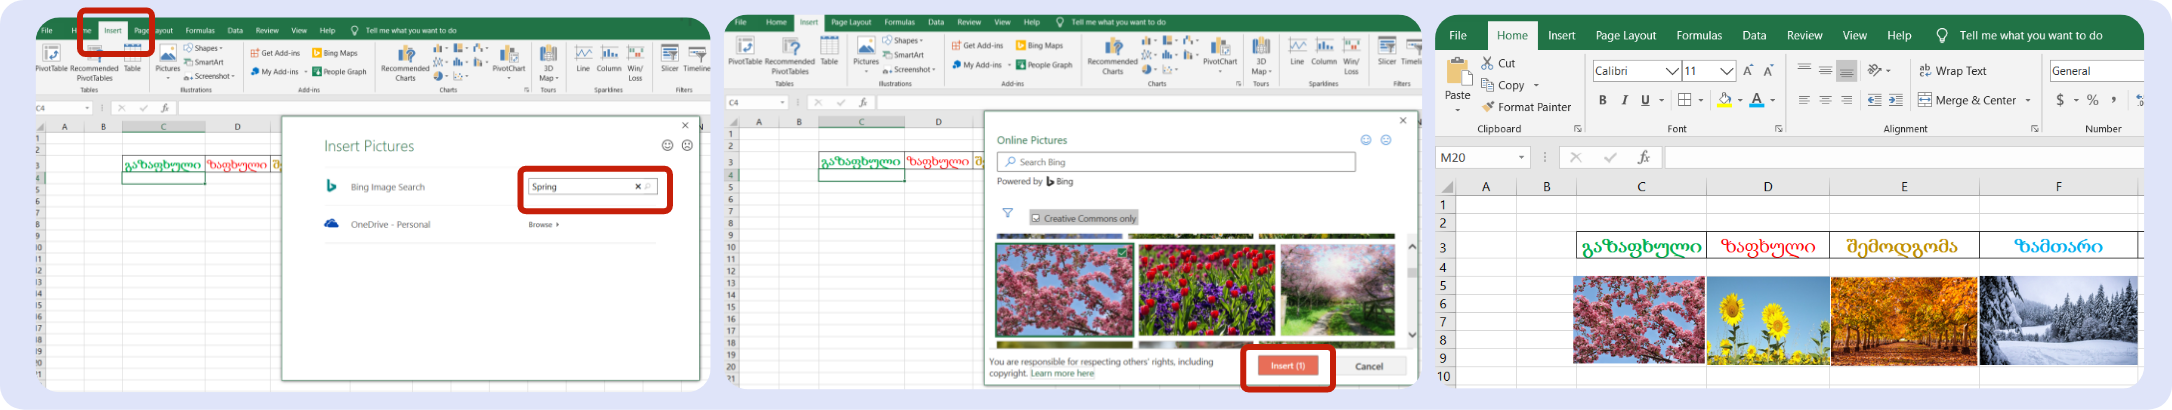 File Home Insert Page Layout Formulas Data Review View Help Tell me what you want to do
PivotTable Recommended PivotTables Table
Tables
Pictures Shapes SmartArt Screenshot
Illustrations
Get Add-ins My Add-ins Bing Maps People Graph
Add-ins
Recommended Charts PivotChart
Charts
3D Map
Tours
Line Column Win/Loss
Sparklines
Slicer Timeline
Filters
C4 fx
A B C D N
1
2
3 გაზაფხული ზაფხული შე
4
5
6
7
8
9
10
11
12
13
14
15
16
17
18
19
20
21
Insert Pictures
Bing Image Search Spring
OneDrive - Personal Browse
File Home Insert Page Layout Formulas Data Review View Help Tell me what you want to do
PivotTable Recommended PivotTables Table
Tables
Pictures Shapes SmartArt Screenshot
Illustrations
Get Add-ins My Add-ins Bing Maps People Graph
Add-ins
Recommended Charts PivotChart
Charts
3D Map
Tours
Line Column Win/Loss
Sparklines
Slicer Timeline
Filters
C4 fx
A B C D
1
2
3 გაზაფხული ზაფხული შ
4
5
6
7
8
9
10
11
12
13
14
15
16
17
18
19
20
21
Online Pictures
Search Bing
Powered by Bing
Creative Commons only
You are responsible for respecting others' rights, including
copyright. Learn more here
Insert (1) Cancel
File Home Insert Page Layout Formulas Data Review View Help Tell me what you want to do
Paste Cut Copy Format Painter
Clipboard
Calibri 11 A A
B I U A
Font
Wrap Text
Merge & Center
Alignment
General
$ % ,
Number
M20 fx
A B C D E F
1
2
3 გაზაფხული ზაფხული შემოდგომა ზამთარი
4
5
6
7
8
9
10